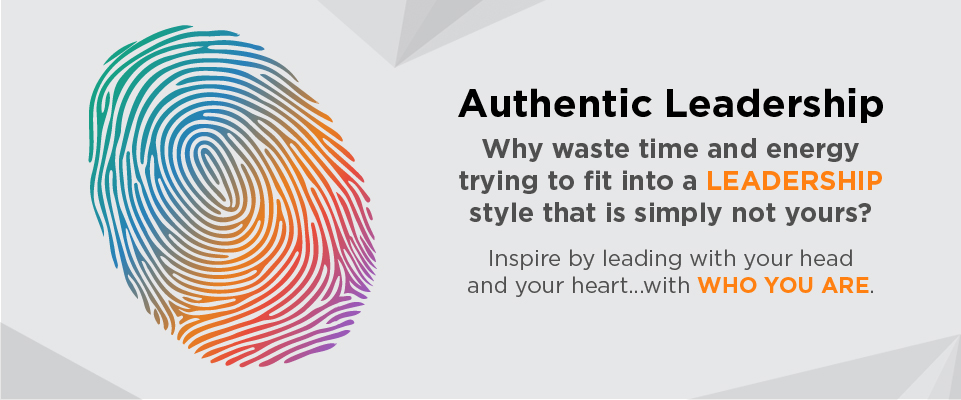 Authentic Leadership
Why waste time and energy
trying to fit into a LEADERSHIP
style that is simply not yours?
Inspire by leading with your head
and your heart...with WHO YOU ARE.